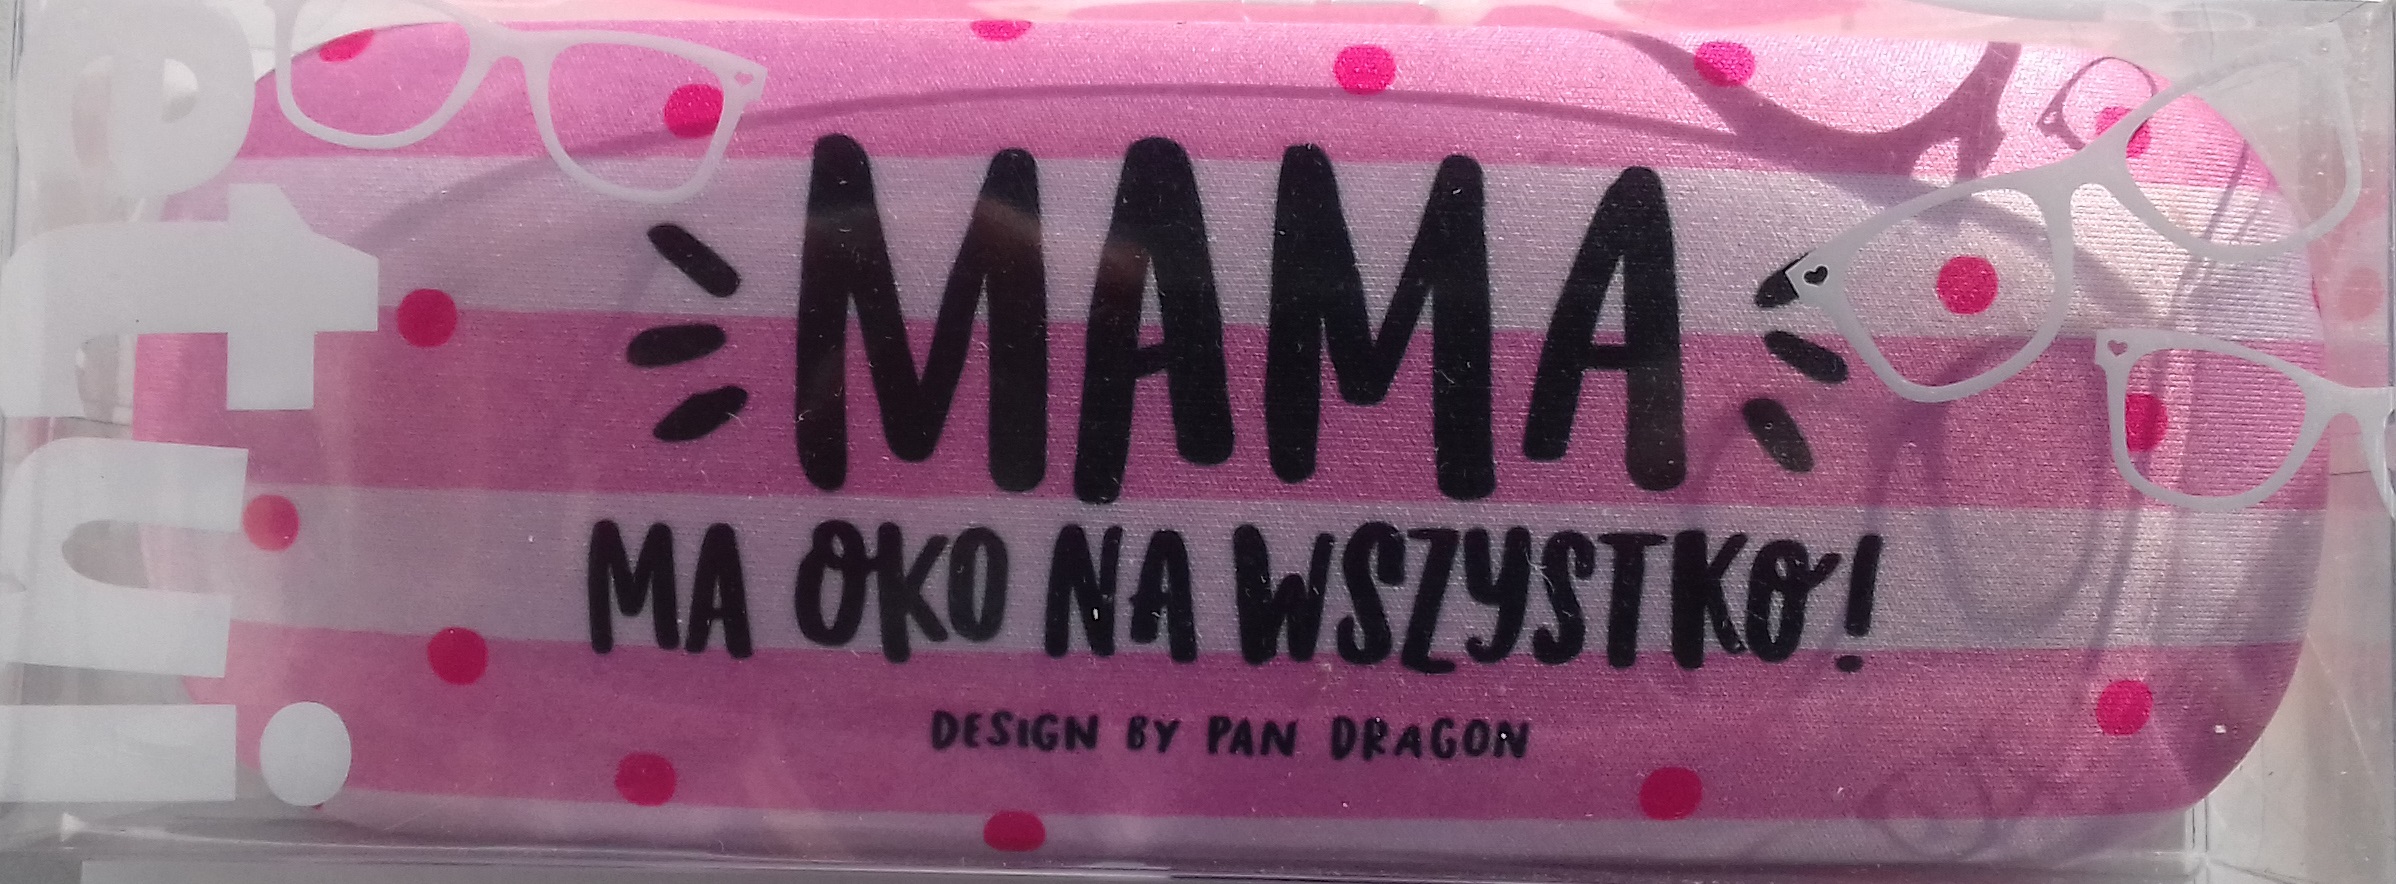 MAMA
MA OKO NA WSZYSTKO!
DESIGN BY PAN DRAGON